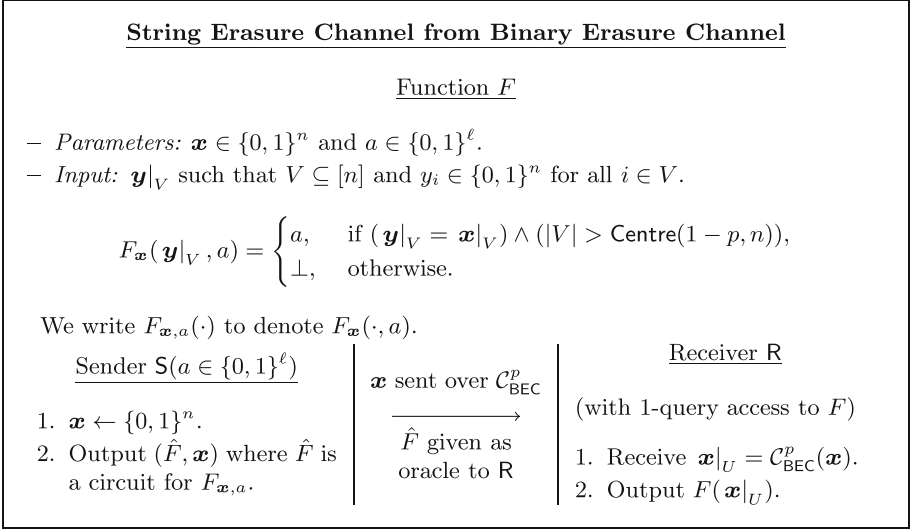 String Erasure Channel from Binary Erasure Channel
Function F
– Parameters: x ∈ {0, 1}^n and a ∈ {0, 1}^ℓ.
– Input: y|_V such that V ⊆ [n] and y_i ∈ {0, 1}^n for all i ∈ V.
F_x( y|_V , a) = { a, if ( y|_V = x|_V ) ∧ (|V| > Centre(1 − p, n)),
⊥, otherwise.
We write F_{x,a}(·) to denote F_x(·, a).
Sender S(a ∈ {0, 1}^ℓ)
1. x ← {0, 1}^n.
2. Output (F̂, x) where F̂ is
a circuit for F_{x,a}.
x sent over C^p_BEC
F̂ given as
oracle to R
Receiver R
(with 1-query access to F)
1. Receive x|_U = C^p_BEC(x).
2. Output F( x|_U ).